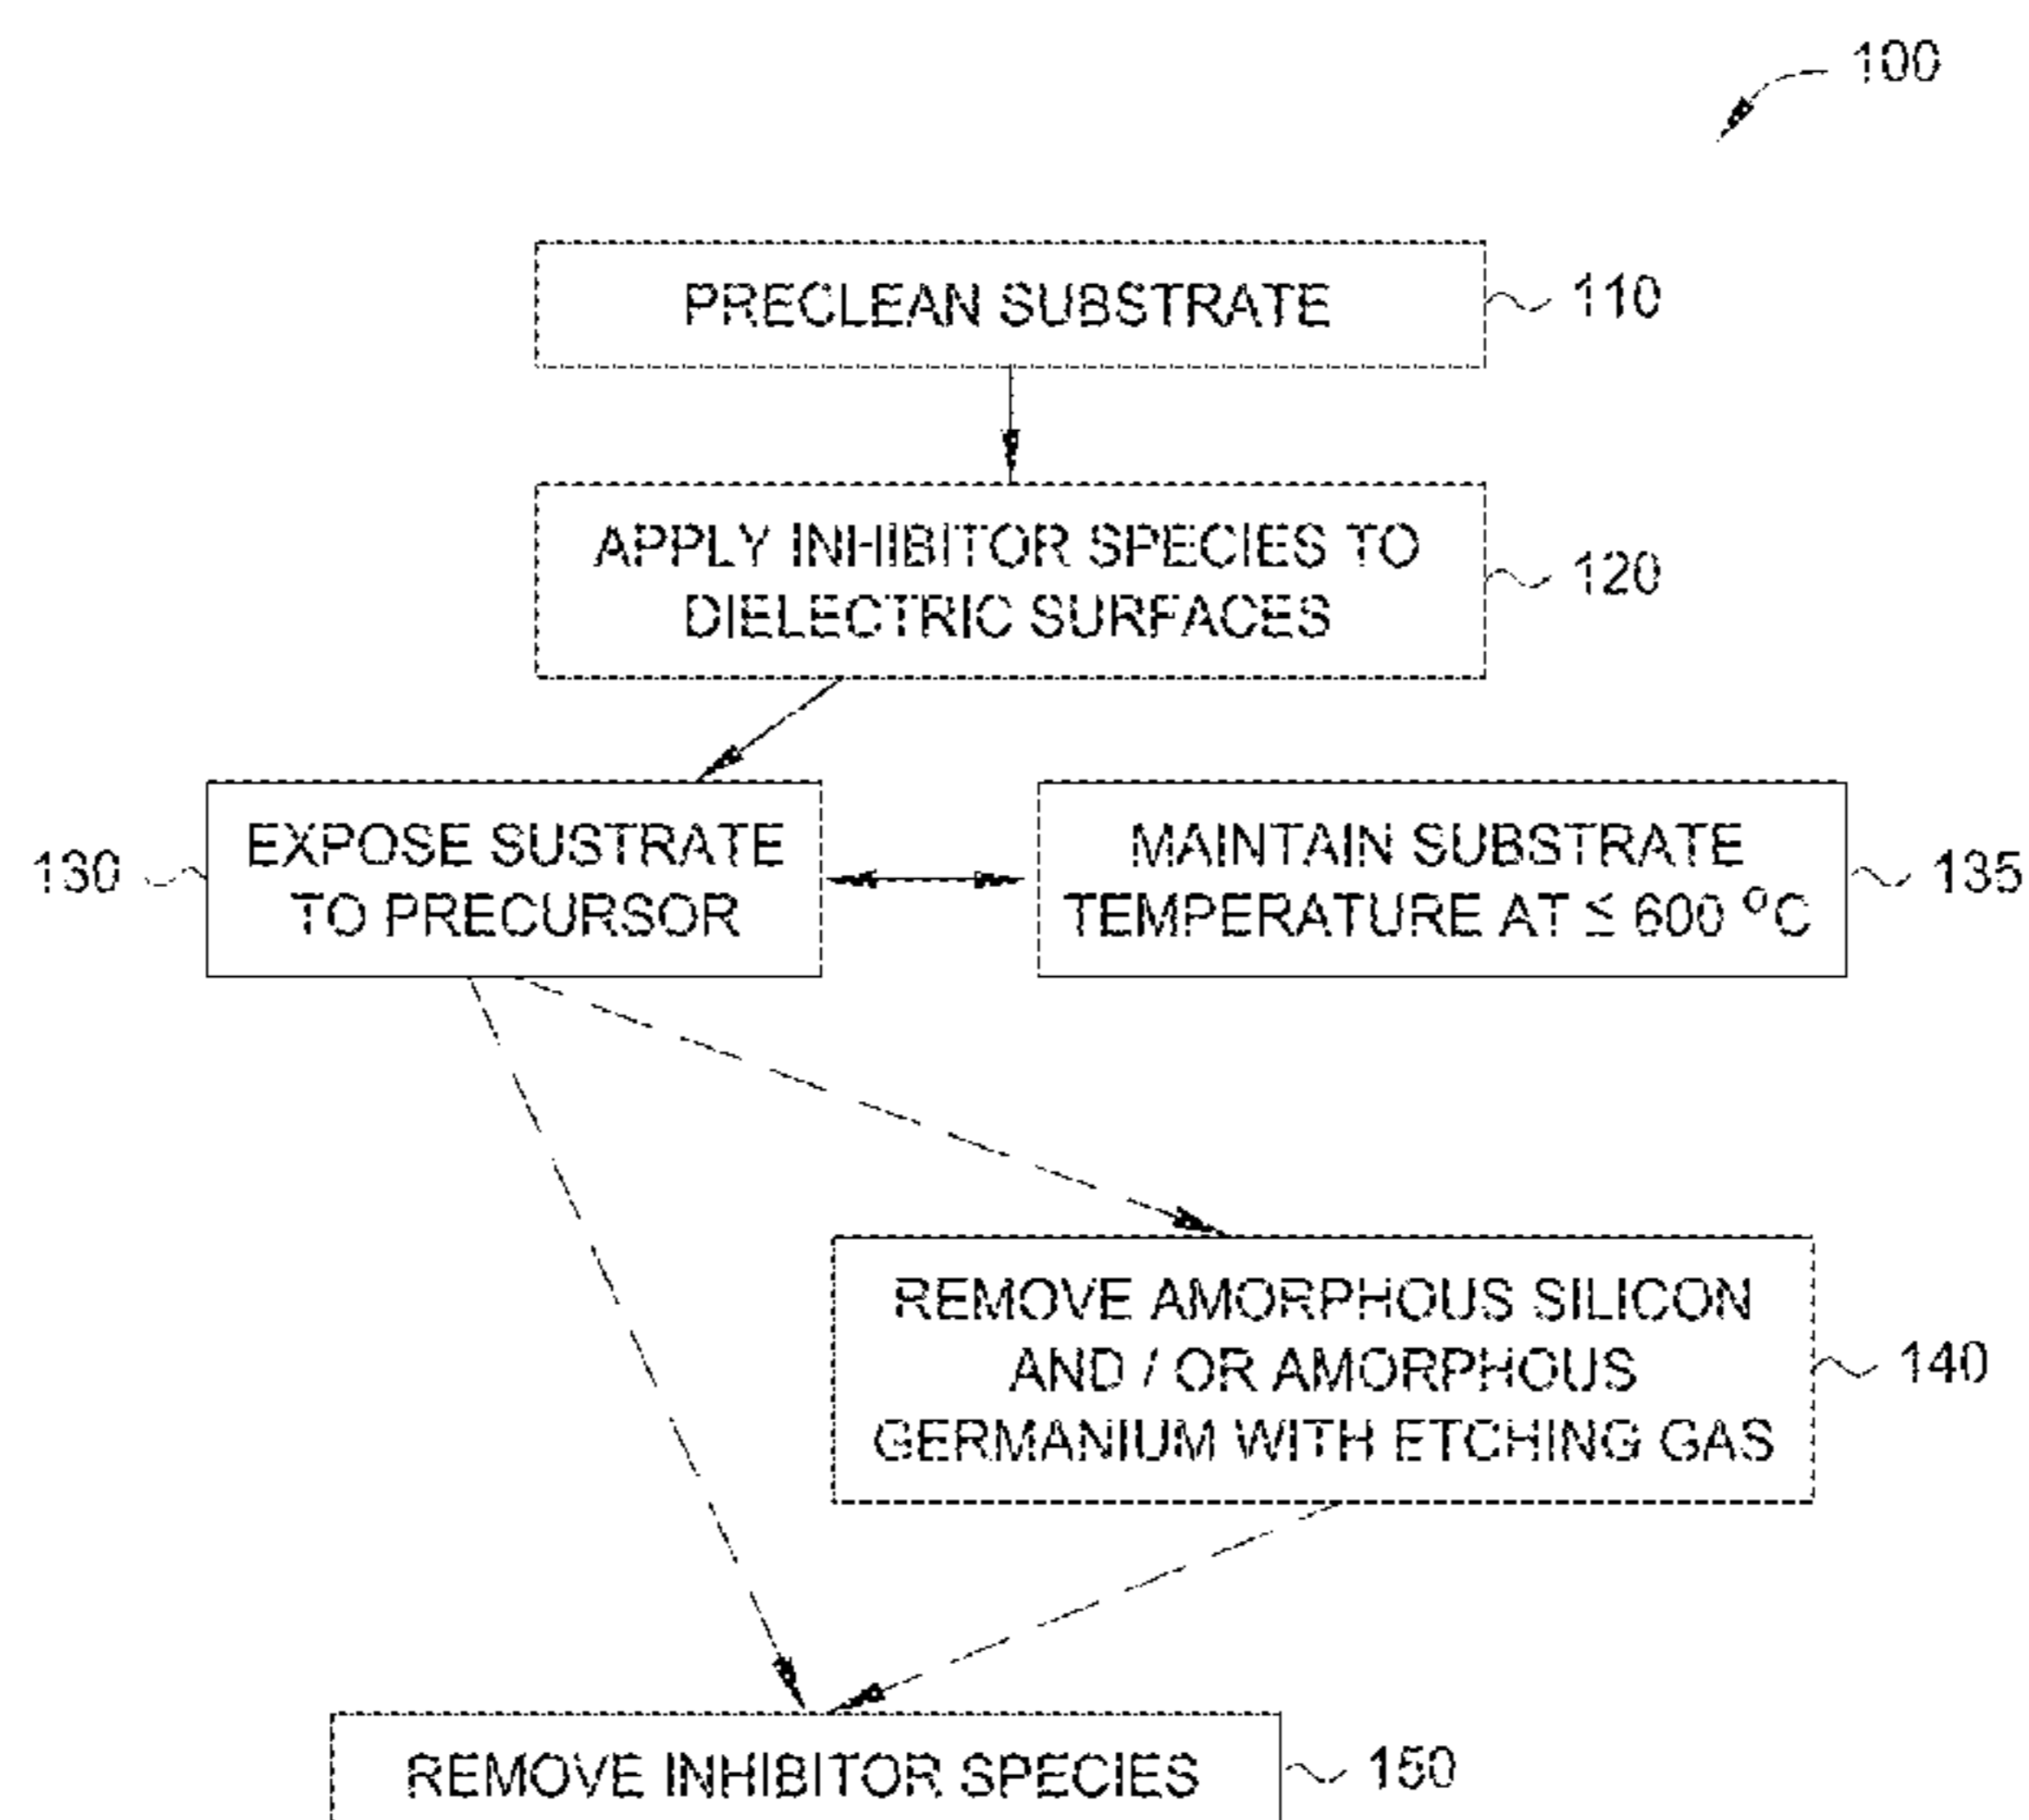 100
PRECLEAN SUBSTRATE
110
APPLY INHIBITOR SPECIES TO
DIELECTRIC SURFACES
120
130
EXPOSE SUSTRATE
TO PRECURSOR
MAINTAIN SUBSTRATE
TEMPERATURE AT ≤ 600 °C
135
REMOVE AMORPHOUS SILICON
AND / OR AMORPHOUS
GERMANIUM WITH ETCHING GAS
140
REMOVE INHIBITOR SPECIES
150